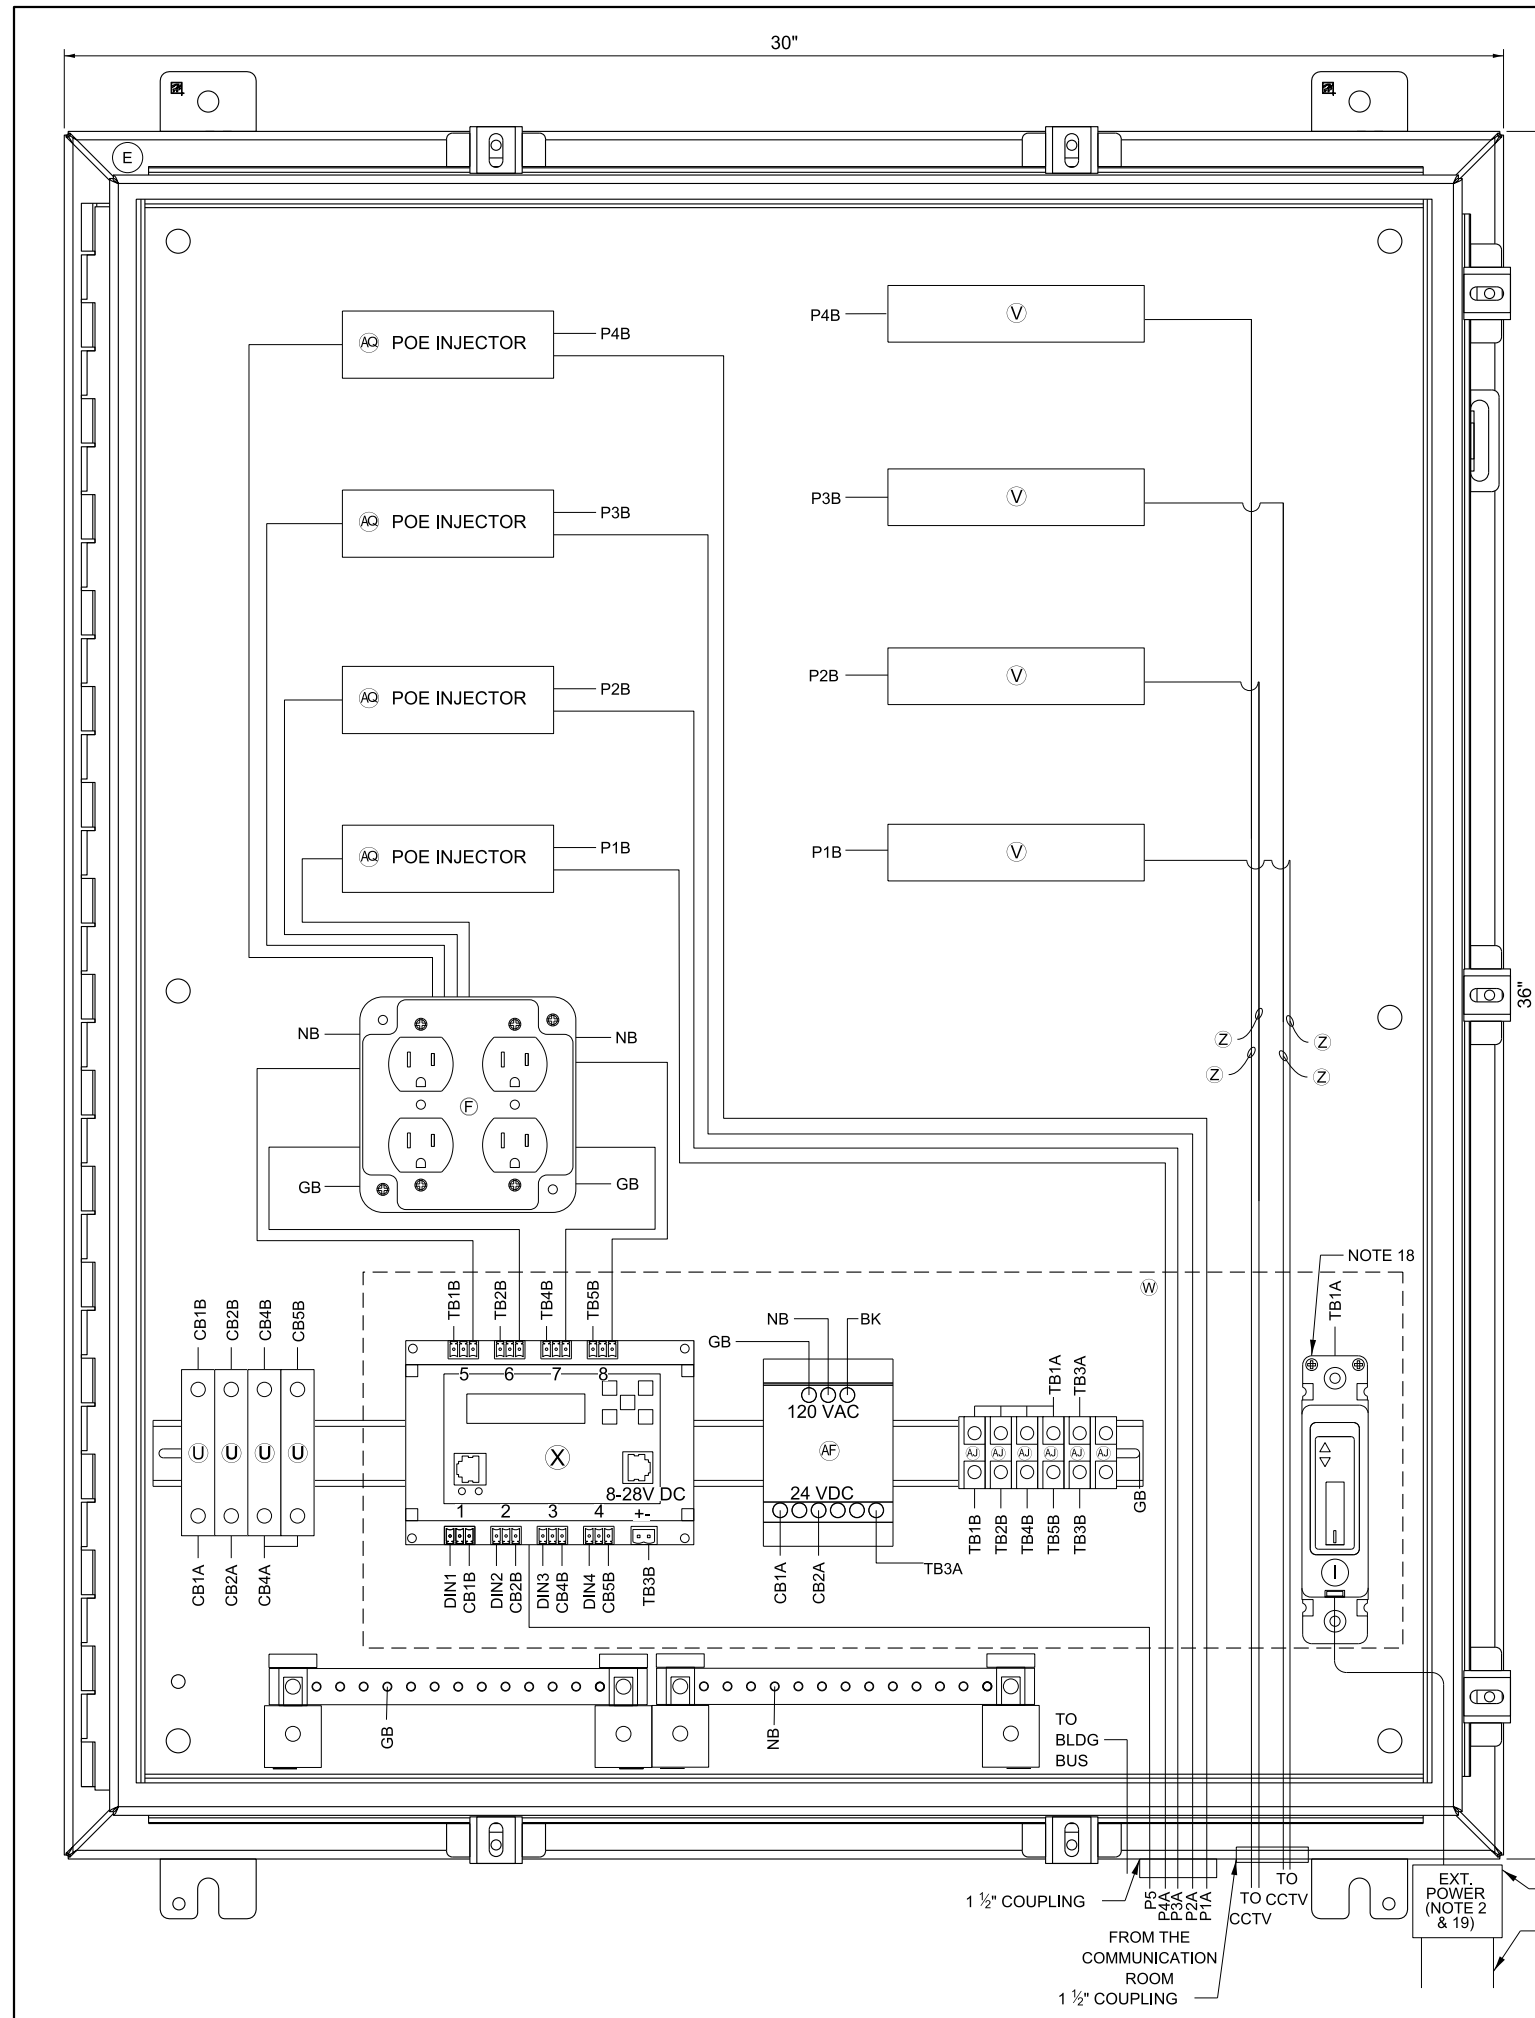 30"
E
P4B
V
AQ POE INJECTOR
P4B
P3B
V
AQ POE INJECTOR
P3B
P2B
V
AQ POE INJECTOR
P2B
P1B
V
AQ POE INJECTOR
P1B
36"
NB
NB
F
GB
GB
Z
Z
Z
Z
NOTE 18
W
TB1A
CB1B
CB2B
CB4B
CB5B
TB1B
TB2B
TB4B
TB5B
NB
BK
GB
TB1A
TB3A
5
6
7
8
120 VAC
U
U
U
U
X
AF
AJ
AJ
AJ
AJ
AJ
AJ
8-28V DC
24 VDC
GB
1
2
3
4
+-
CB1A
CB2A
CB4A
DIN1
CB1B
DIN2
CB2B
DIN3
CB4B
DIN4
CB5B
TB3B
CB1A
CB2A
TB3A
TB1B
TB2B
TB4B
TB5B
TB3B
I
GB
NB
TO
BLDG
BUS
1 ½" COUPLING
P5
P4A
P3A
P2A
P1A
TO
CCTV
TO
CCTV
EXT.
POWER
(NOTE 2
& 19)
FROM THE
COMMUNICATION
ROOM
1 ½" COUPLING